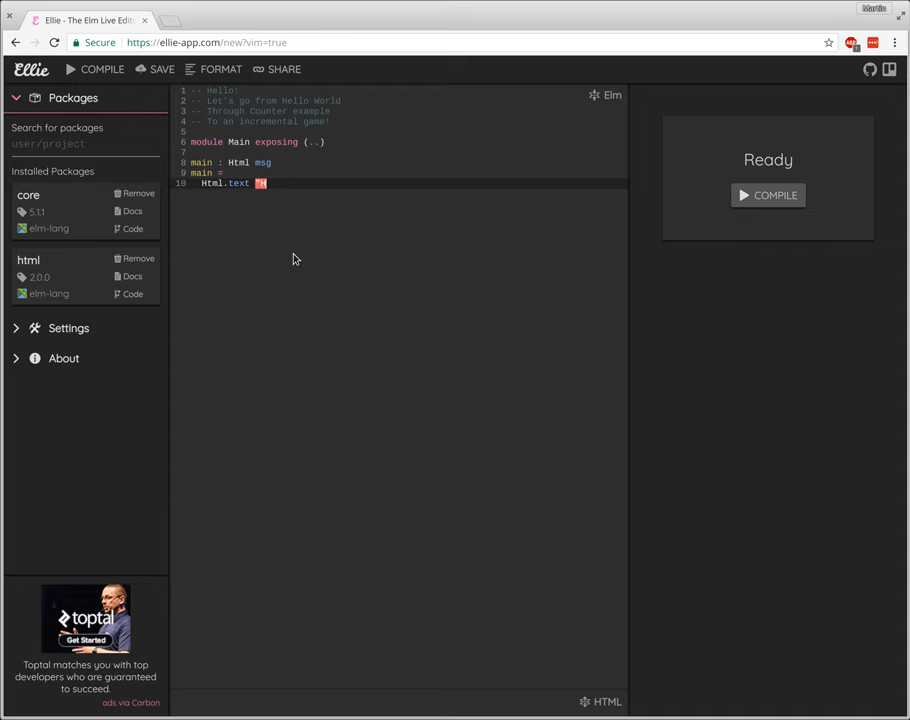 Martin
Ellie - The Elm Live Edit
Secure https://ellie-app.com/new?vim=true
Ellie COMPILE SAVE FORMAT SHARE
Packages
Search for packages
user/project
Installed Packages
core Remove
5.1.1 Docs
elm-lang Code
html Remove
2.0.0 Docs
elm-lang Code
Settings
About
toptal
Get Started
Toptal matches you with top
developers who are guaranteed
to succeed.
ads via Carbon
1 -- Hello!
2 -- Let's go from Hello World
3 -- Through Counter example
4 -- To an incremental game!
5
6 module Main exposing (..)
7
8 main : Html msg
9 main =
10 Html.text "H
Elm
HTML
Ready
COMPILE